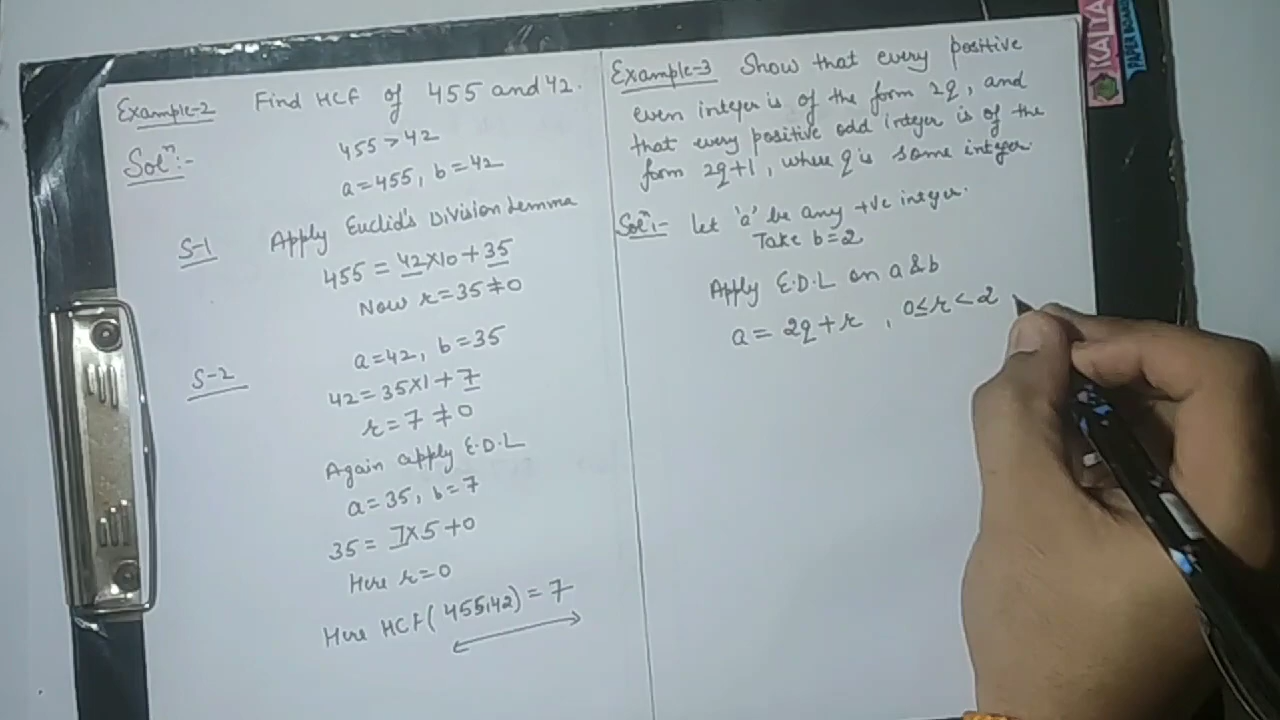 Example-2 Find HCF of 455 and 42.
Solⁿ:-
455 > 42
a=455, b=42
S-1 Apply Euclid's Division Lemma
455 = 42×10 + 35
Now r=35≠0
S-2 a=42, b=35
42=35×1+7
r=7≠0
Again apply E.D.L
a=35, b=7
35= 7×5+0
Here r=0
Here HCF(455,42) = 7
Example-3 Show that every positive
even integer is of the form 2q, and
that every positive odd integer is of the
form 2q+1, where q is some integer.
Solⁿ:- Let 'a' be any +ve integer.
Take b=2
Apply E.D.L on a & b
a = 2q + r , 0≤r<2
KALYA
PAPER